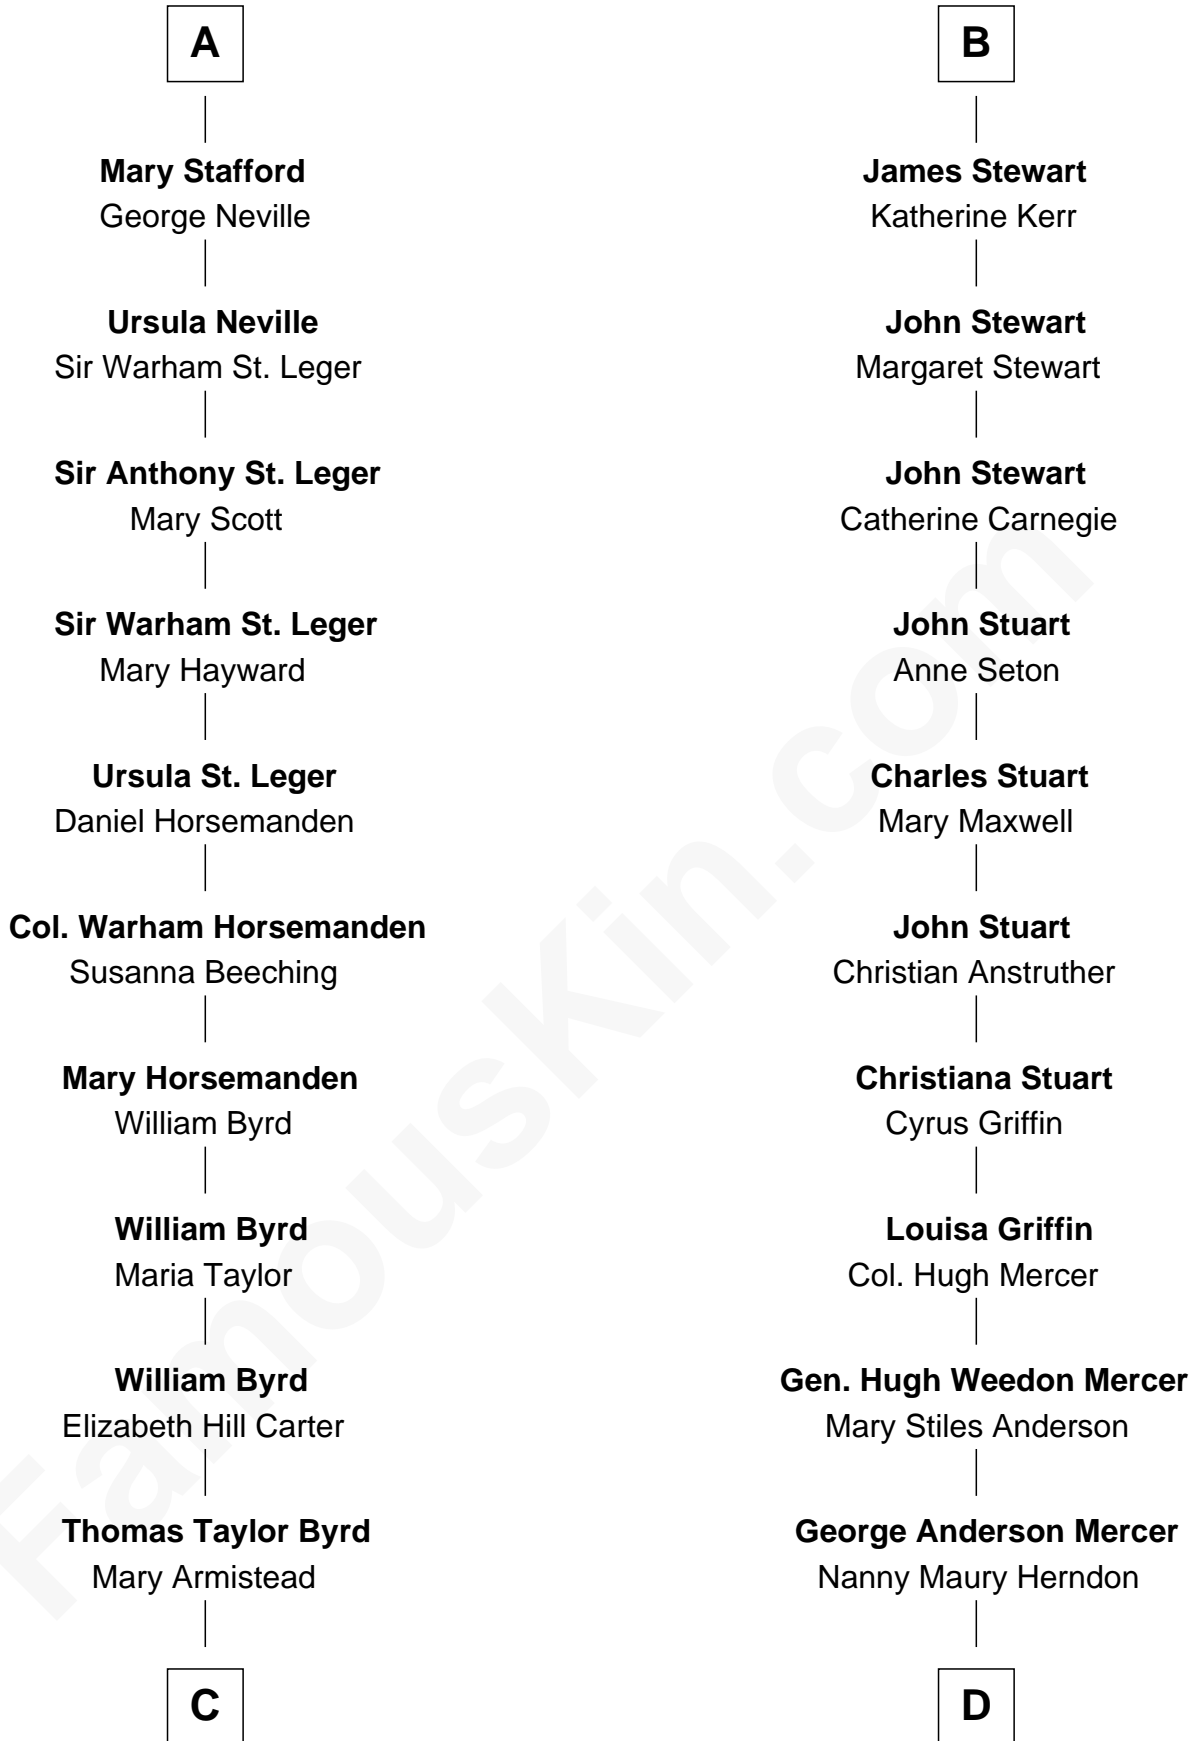 A
Mary Stafford
George Neville
Ursula Neville
Sir Warham St. Leger
Sir Anthony St. Leger
Mary Scott
Sir Warham St. Leger
Mary Hayward
Ursula St. Leger
Daniel Horsemanden
Col. Warham Horsemanden
Susanna Beeching
Mary Horsemanden
William Byrd
William Byrd
Maria Taylor
William Byrd
Elizabeth Hill Carter
Thomas Taylor Byrd
Mary Armistead
C
B
James Stewart
Katherine Kerr
John Stewart
Margaret Stewart
John Stewart
Catherine Carnegie
John Stuart
Anne Seton
Charles Stuart
Mary Maxwell
John Stuart
Christian Anstruther
Christiana Stuart
Cyrus Griffin
Louisa Griffin
Col. Hugh Mercer
Gen. Hugh Weedon Mercer
Mary Stiles Anderson
George Anderson Mercer
Nanny Maury Herndon
D
FamousKin.com